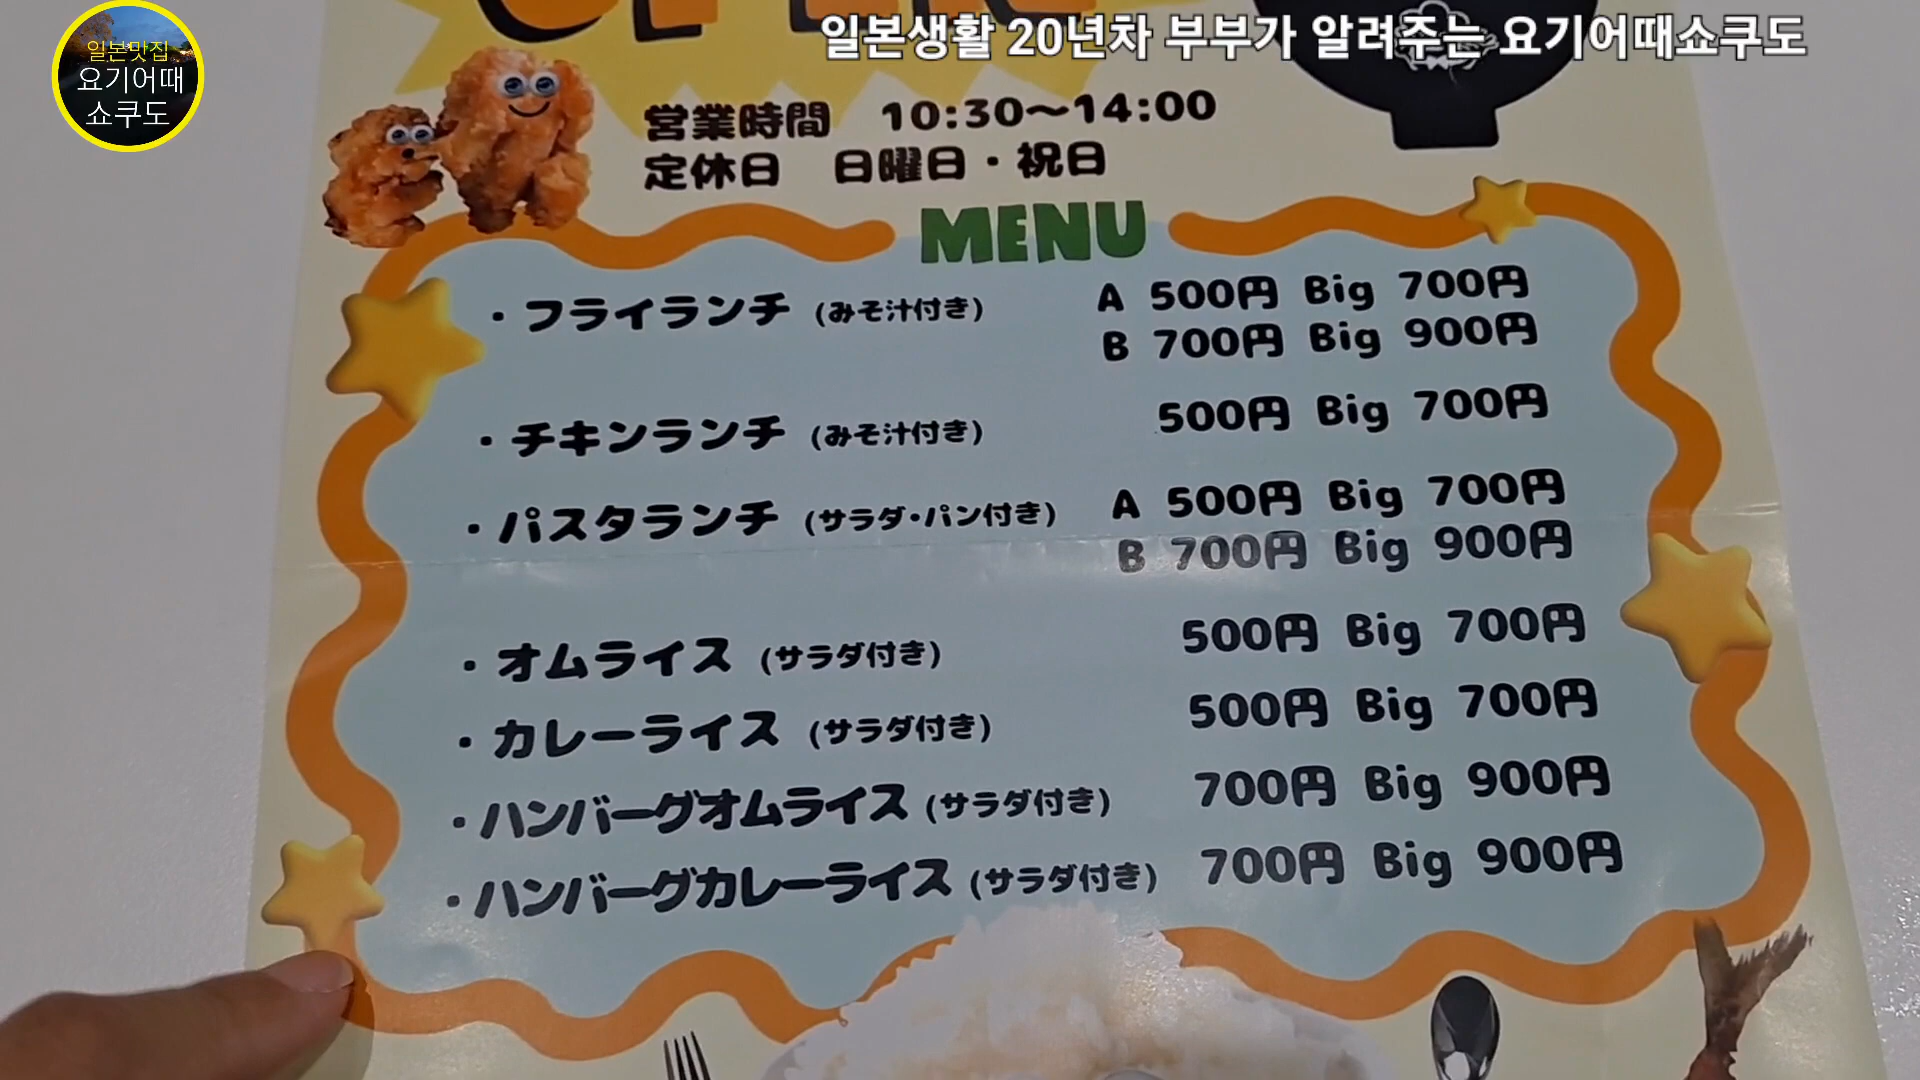 일본맛집
요기어때
쇼쿠도
일본생활 20년차 부부가 알려주는 요기어때쇼쿠도
営業時間 10:30～14:00
定休日 日曜日・祝日
MENU
・フライランチ (みそ汁付き) A 500円 Big 700円
B 700円 Big 900円
・チキンランチ (みそ汁付き) 500円 Big 700円
・パスタランチ (サラダ・パン付き) A 500円 Big 700円
B 700円 Big 900円
・オムライス (サラダ付き) 500円 Big 700円
・カレーライス (サラダ付き) 500円 Big 700円
・ハンバーグオムライス (サラダ付き) 700円 Big 900円
・ハンバーグカレーライス (サラダ付き) 700円 Big 900円